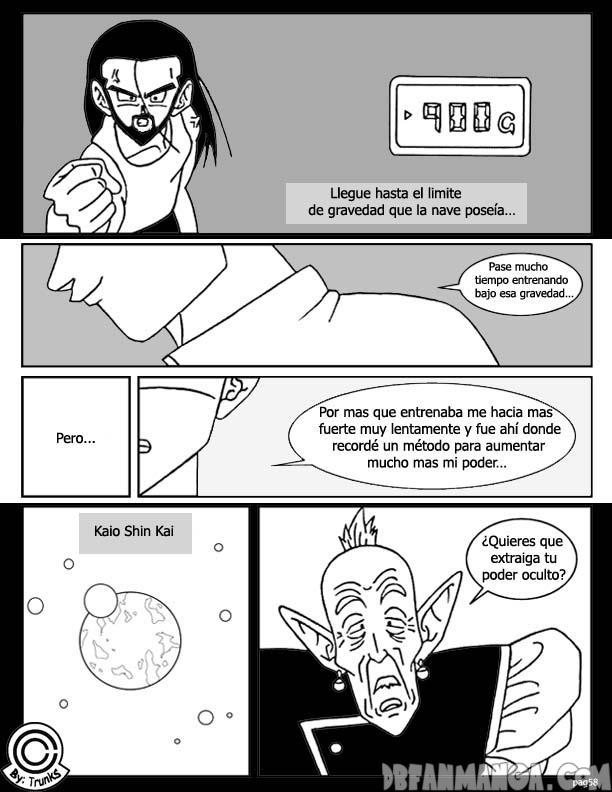 900G
Llegue hasta el limite
de gravedad que la nave poseía...
Pase mucho
tiempo entrenando
bajo esa gravedad...
Pero...
Por mas que entrenaba me hacia mas
fuerte muy lentamente y fue ahí donde
recordé un método para aumentar
mucho mas mi poder...
Kaio Shin Kai
¿Quieres que
extraiga tu
poder oculto?
By: Trunks
pag58
DBFANMANGA.COM